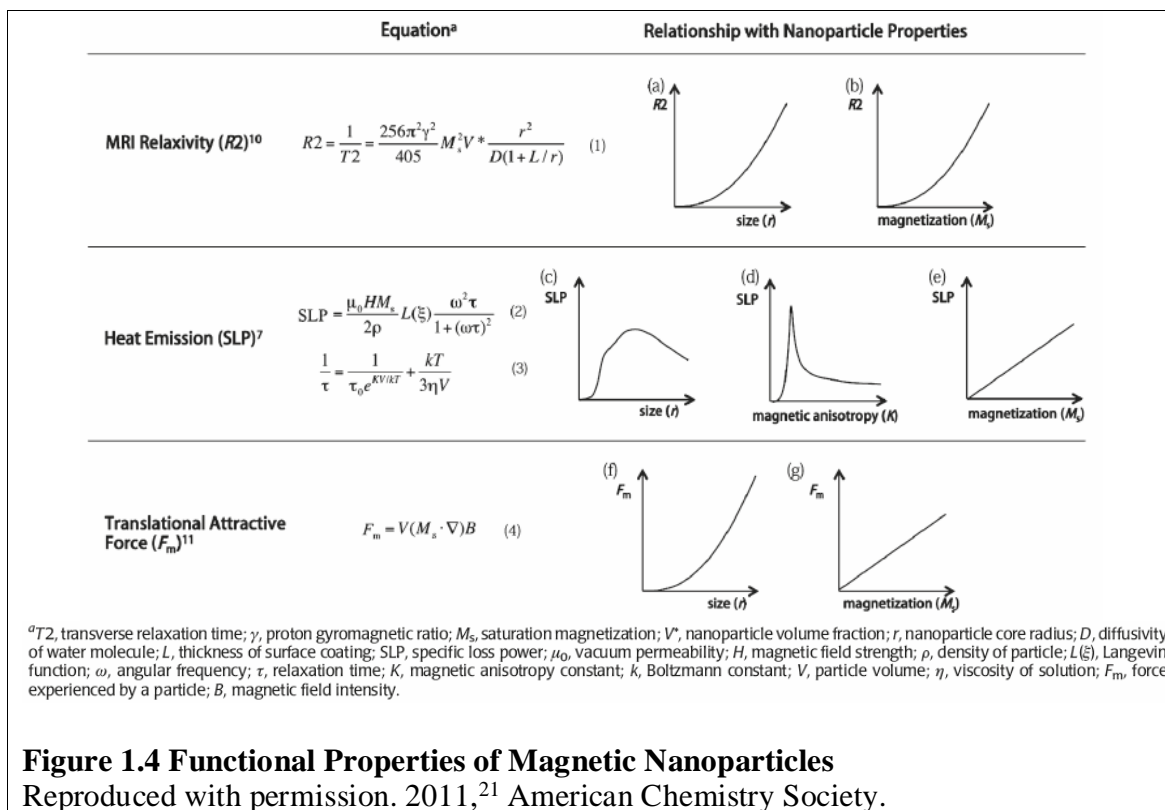 Equationᵃ Relationship with Nanoparticle Properties
MRI Relaxivity (R2)¹⁰
R2 = 1/T2 = (256π²γ²/405) Mₛ²V* r²/(D(1+L/r)) (1)
(a) R2
size (r)
(b) R2
magnetization (Mₛ)
Heat Emission (SLP)⁷
SLP = (μ₀HMₛ/2ρ) L(ξ) ω²τ/(1+(ωτ)²) (2)
1/τ = 1/(τ₀e^(KV/kT)) + kT/(3ηV) (3)
(c) SLP
size (r)
(d) SLP
magnetic anisotropy (K)
(e) SLP
magnetization (Mₛ)
Translational Attractive
Force (Fₘ)¹¹
Fₘ = V(Mₛ·∇)B (4)
(f) Fₘ
size (r)
(g) Fₘ
magnetization (Mₛ)
ᵃT2, transverse relaxation time; γ, proton gyromagnetic ratio; Mₛ, saturation magnetization; V*, nanoparticle volume fraction; r, nanoparticle core radius; D, diffusivity
of water molecule; L, thickness of surface coating; SLP, specific loss power; μ₀, vacuum permeability; H, magnetic field strength; ρ, density of particle; L(ξ), Langevin
function; ω, angular frequency; τ, relaxation time; K, magnetic anisotropy constant; k, Boltzmann constant; V, particle volume; η, viscosity of solution; Fₘ, force
experienced by a particle; B, magnetic field intensity.
Figure 1.4 Functional Properties of Magnetic Nanoparticles
Reproduced with permission. 2011,²¹ American Chemistry Society.